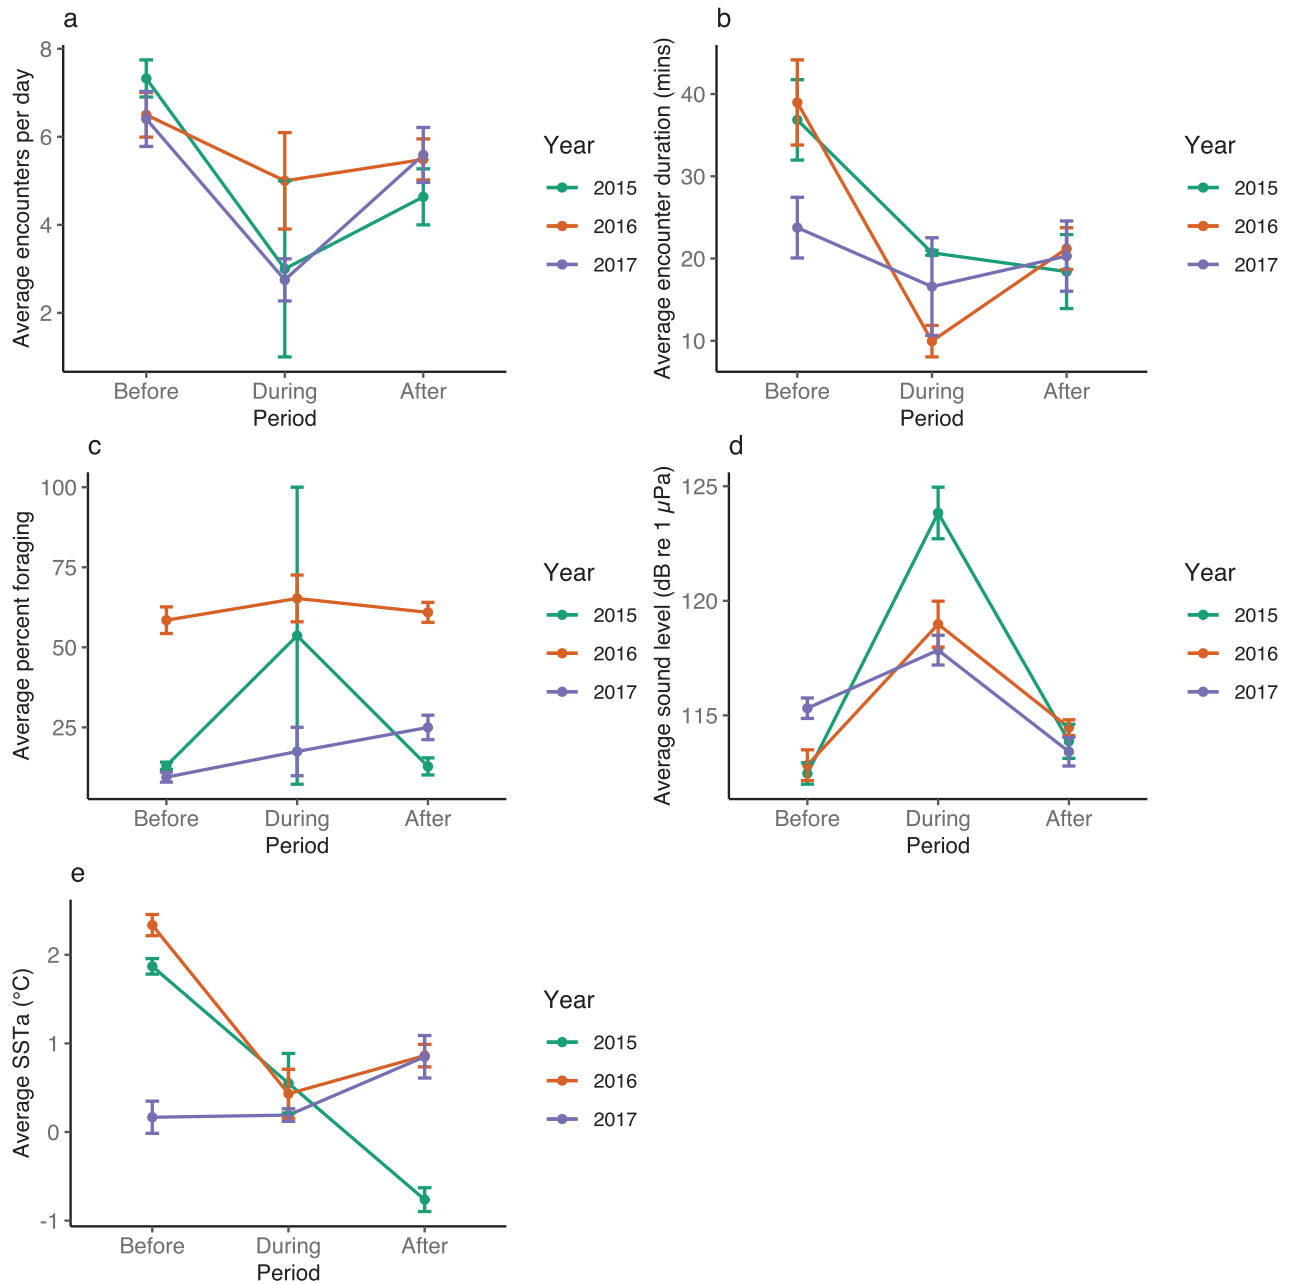 a
Average encounters per day
8
6
4
2
Before During After
Period
Year
2015
2016
2017
b
Average encounter duration (mins)
40
30
20
10
Before During After
Period
Year
2015
2016
2017
c
Average percent foraging
100
75
50
25
Before During After
Period
Year
2015
2016
2017
d
Average sound level (dB re 1 µPa)
125
120
115
Before During After
Period
Year
2015
2016
2017
e
Average SSTa (°C)
2
1
0
-1
Before During After
Period
Year
2015
2016
2017